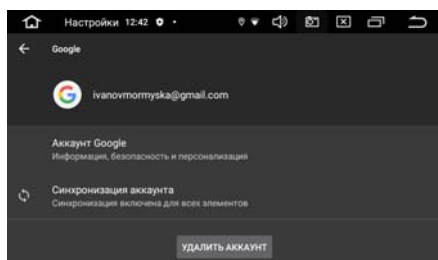 Настройки 12:42
Google
ivanovmormyska@gmail.com
Аккаунт Google
Информация, безопасность и персонализация
Синхронизация аккаунта
Синхронизация включена для всех элементов
УДАЛИТЬ АККАУНТ